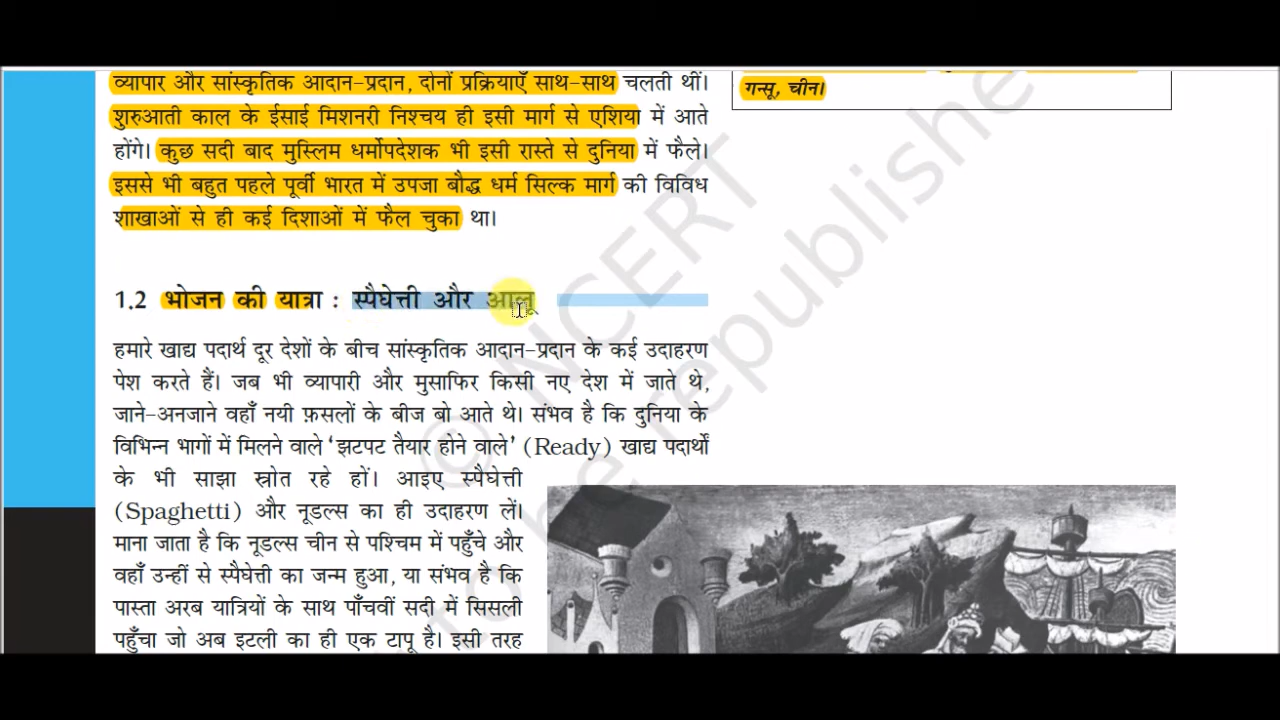 व्यापार और सांस्कृतिक आदान-प्रदान, दोनों प्रक्रियाएँ साथ-साथ चलती थीं।
शुरुआती काल के ईसाई मिशनरी निश्चय ही इसी मार्ग से एशिया में आते
होंगे। कुछ सदी बाद मुस्लिम धर्मोपदेशक भी इसी रास्ते से दुनिया में फैले।
इससे भी बहुत पहले पूर्वी भारत में उपजा बौद्ध धर्म सिल्क मार्ग की विविध
शाखाओं से ही कई दिशाओं में फैल चुका था।
गन्सू, चीन।
1.2 भोजन की यात्रा : स्पैघेत्ती और आलू
हमारे खाद्य पदार्थ दूर देशों के बीच सांस्कृतिक आदान-प्रदान के कई उदाहरण
पेश करते हैं। जब भी व्यापारी और मुसाफिर किसी नए देश में जाते थे,
जाने-अनजाने वहाँ नयी फ़सलों के बीज बो आते थे। संभव है कि दुनिया के
विभिन्न भागों में मिलने वाले ‘झटपट तैयार होने वाले’ (Ready) खाद्य पदार्थों
के भी साझा स्रोत रहे हों। आइए स्पैघेत्ती
(Spaghetti) और नूडल्स का ही उदाहरण लें।
माना जाता है कि नूडल्स चीन से पश्चिम में पहुँचे और
वहाँ उन्हीं से स्पैघेत्ती का जन्म हुआ, या संभव है कि
पास्ता अरब यात्रियों के साथ पाँचवीं सदी में सिसली
पहुँचा जो अब इटली का ही एक टापू है। इसी तरह
© NCERT
to be republishe